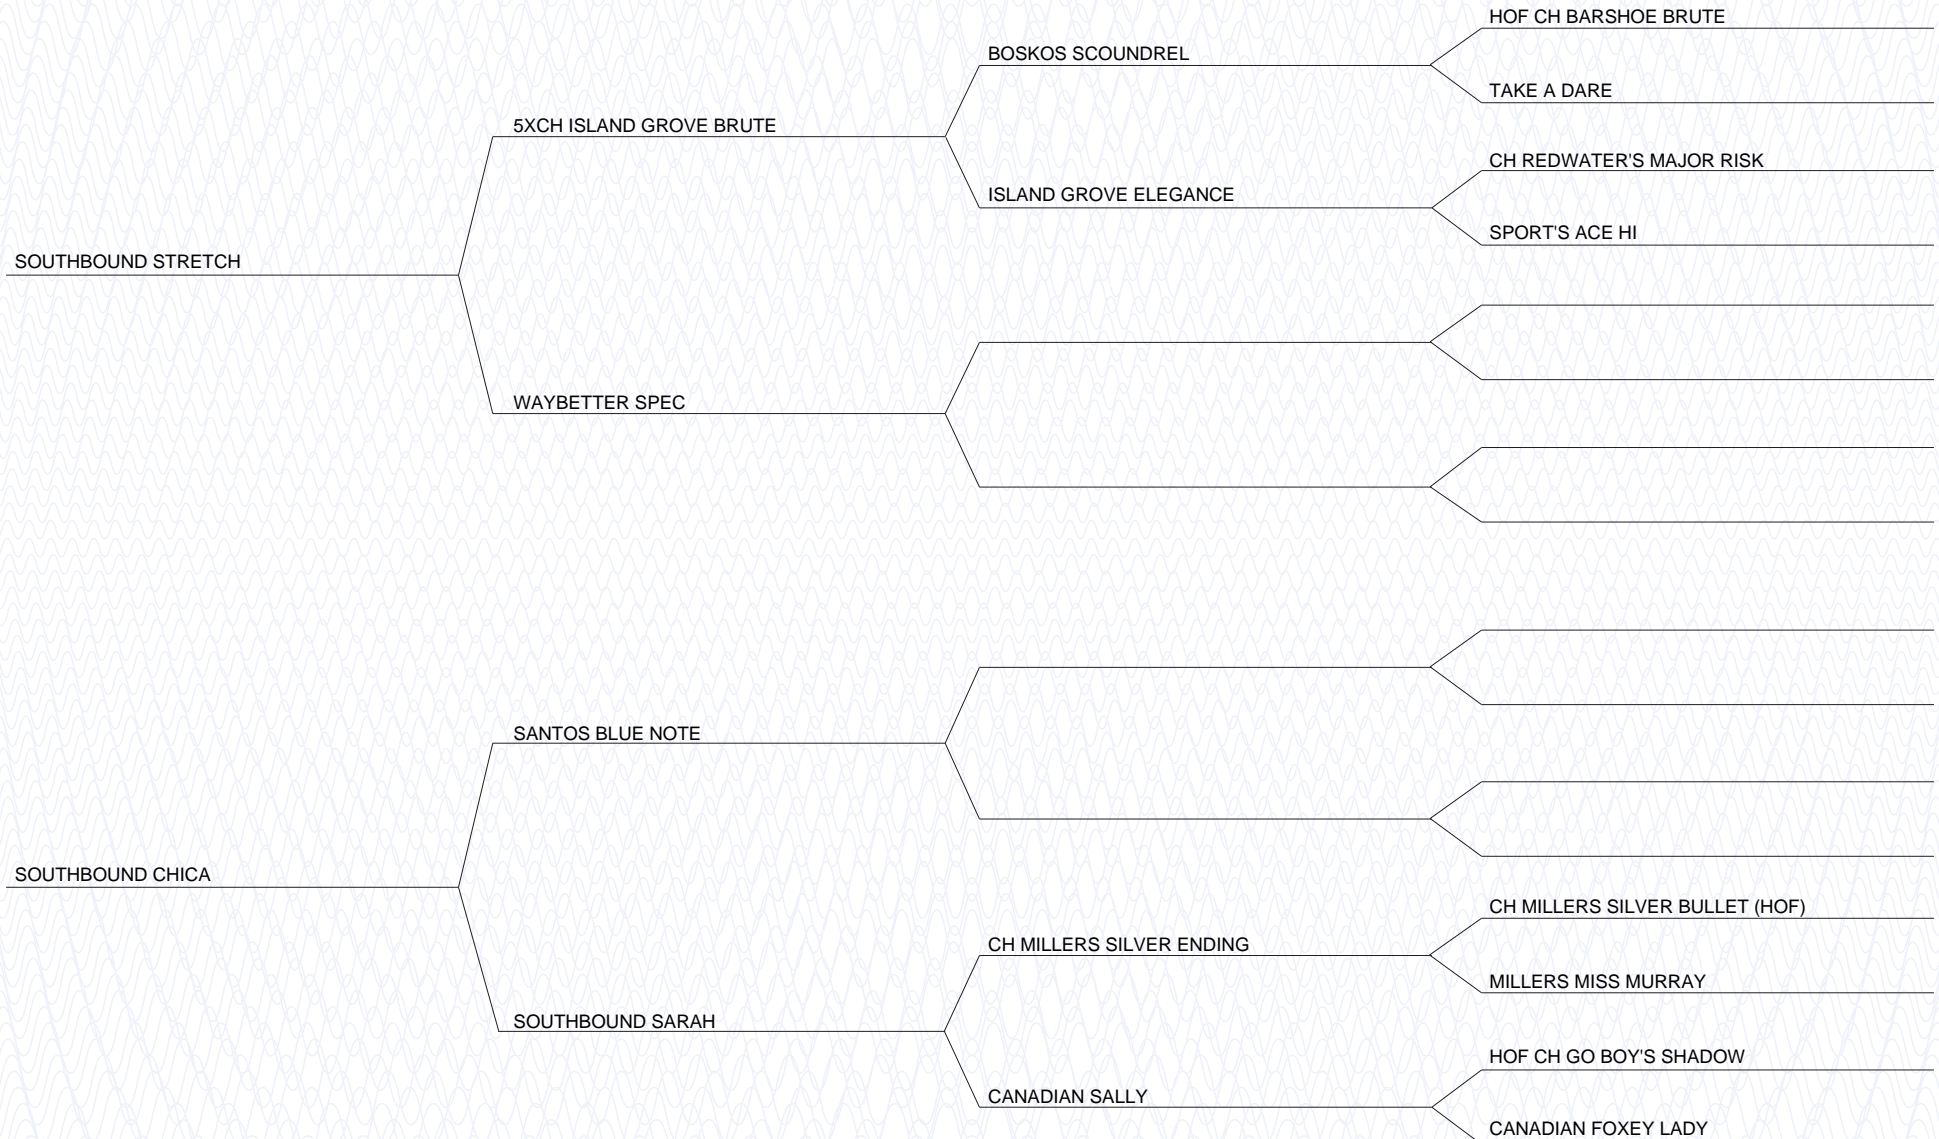 HOF CH BARSHOE BRUTE
BOSKOS SCOUNDREL
TAKE A DARE
5XCH ISLAND GROVE BRUTE
CH REDWATER'S MAJOR RISK
ISLAND GROVE ELEGANCE
SPORT'S ACE HI
SOUTHBOUND STRETCH
WAYBETTER SPEC
SANTOS BLUE NOTE
SOUTHBOUND CHICA
CH MILLERS SILVER BULLET (HOF)
CH MILLERS SILVER ENDING
MILLERS MISS MURRAY
SOUTHBOUND SARAH
HOF CH GO BOY'S SHADOW
CANADIAN SALLY
CANADIAN FOXEY LADY